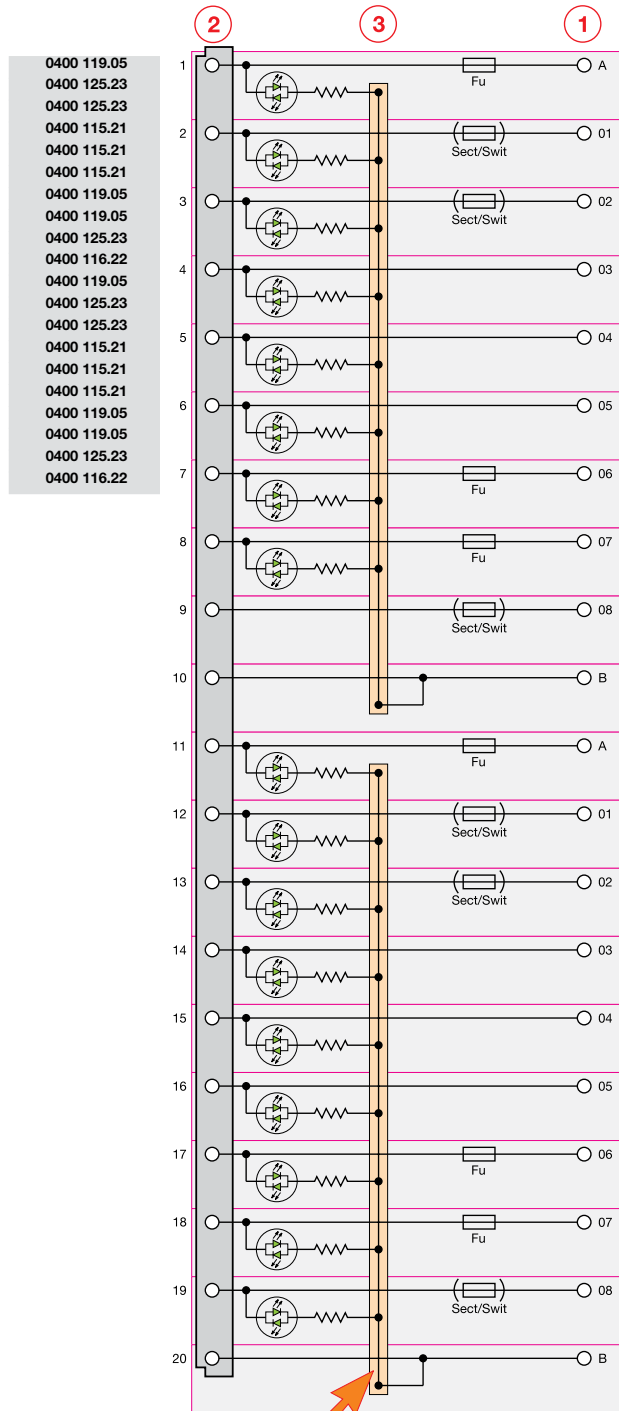 2 3 1
0400 119.05
0400 125.23
0400 125.23
0400 115.21
0400 115.21
0400 115.21
0400 119.05
0400 119.05
0400 125.23
0400 116.22
0400 119.05
0400 125.23
0400 125.23
0400 115.21
0400 115.21
0400 115.21
0400 119.05
0400 119.05
0400 125.23
0400 116.22
1 A
Fu
2 01
Sect/Swit
3 02
Sect/Swit
4 03
5 04
6 05
7 06
Fu
8 07
Fu
9 08
Sect/Swit
10 B
11 A
Fu
12 01
Sect/Swit
13 02
Sect/Swit
14 03
15 04
16 05
17 06
Fu
18 07
Fu
19 08
Sect/Swit
20 B